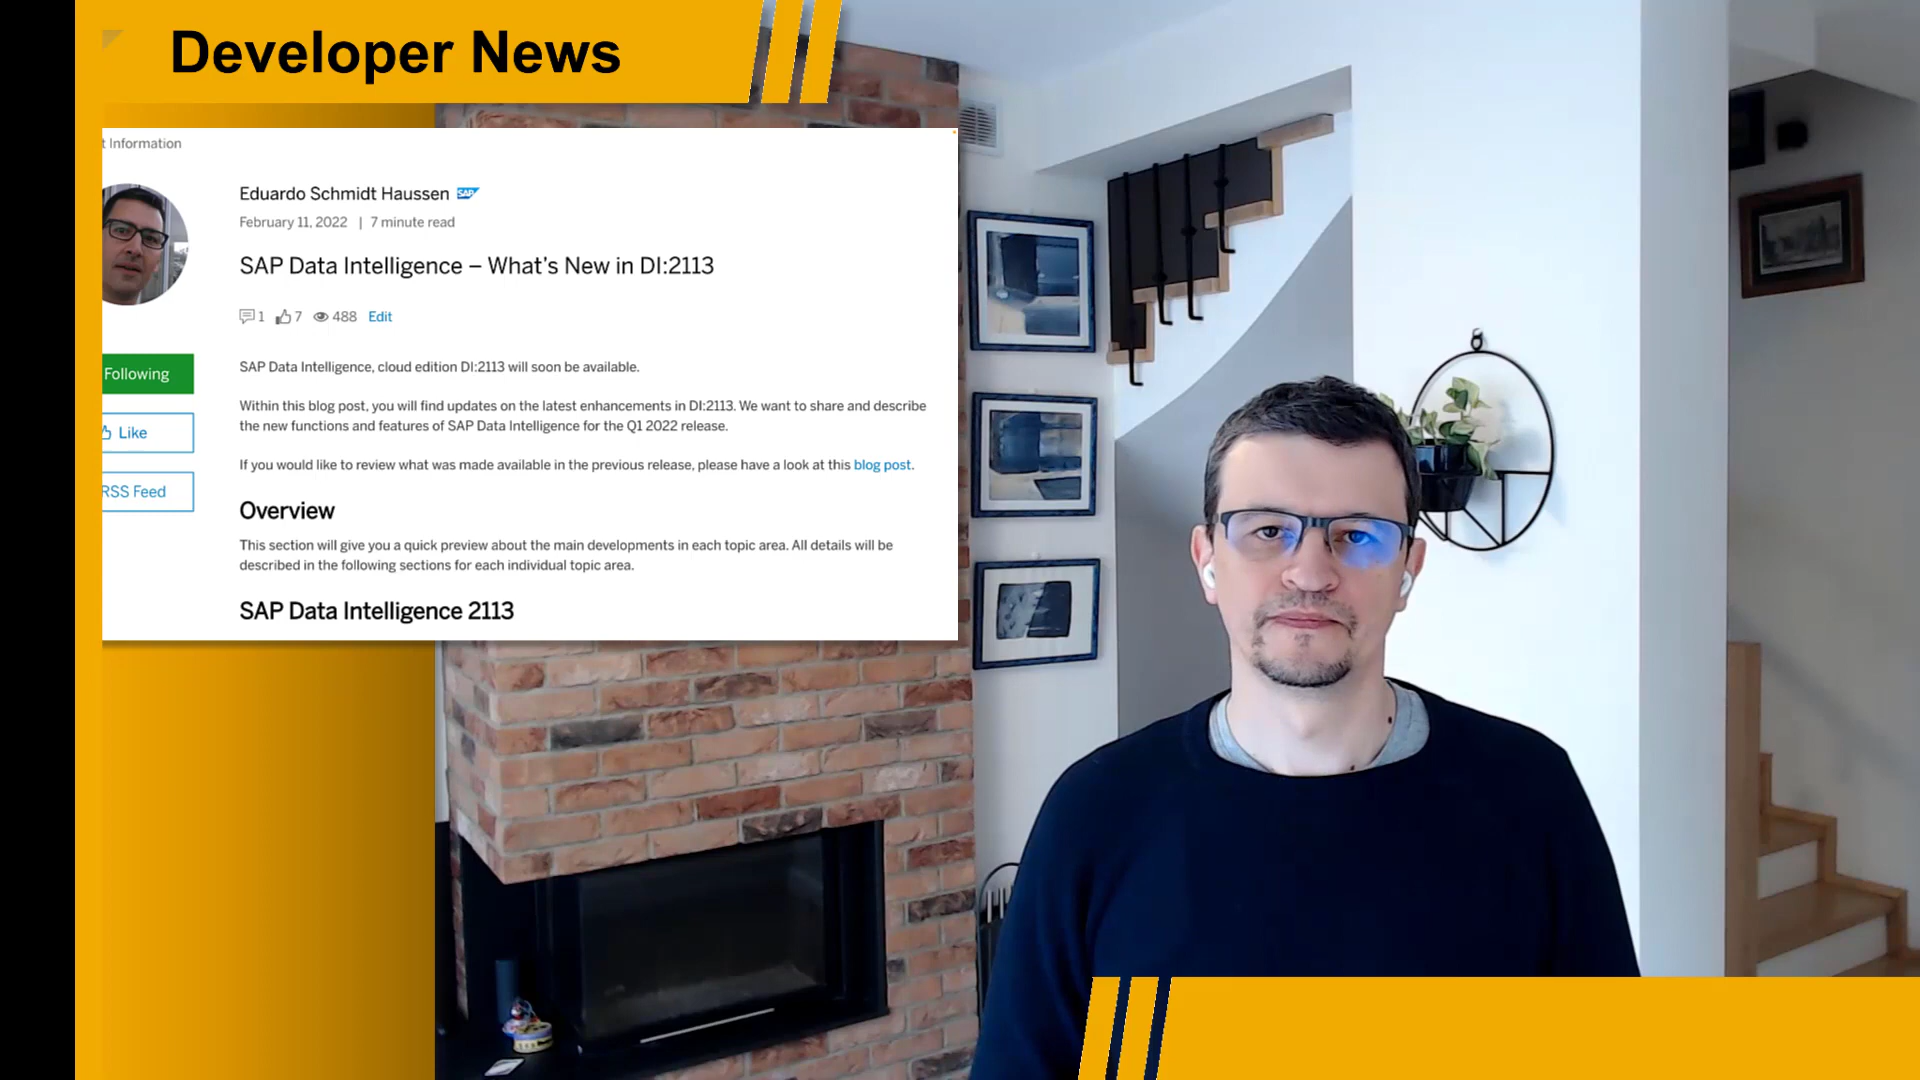 Developer News
t Information
Eduardo Schmidt Haussen SAP
February 11, 2022 | 7 minute read
SAP Data Intelligence – What's New in DI:2113
1 7 488 Edit
SAP Data Intelligence, cloud edition DI:2113 will soon be available.
Following
Within this blog post, you will find updates on the latest enhancements in DI:2113. We want to share and describe
the new functions and features of SAP Data Intelligence for the Q1 2022 release.
Like
If you would like to review what was made available in the previous release, please have a look at this blog post.
RSS Feed
Overview
This section will give you a quick preview about the main developments in each topic area. All details will be
described in the following sections for each individual topic area.
SAP Data Intelligence 2113